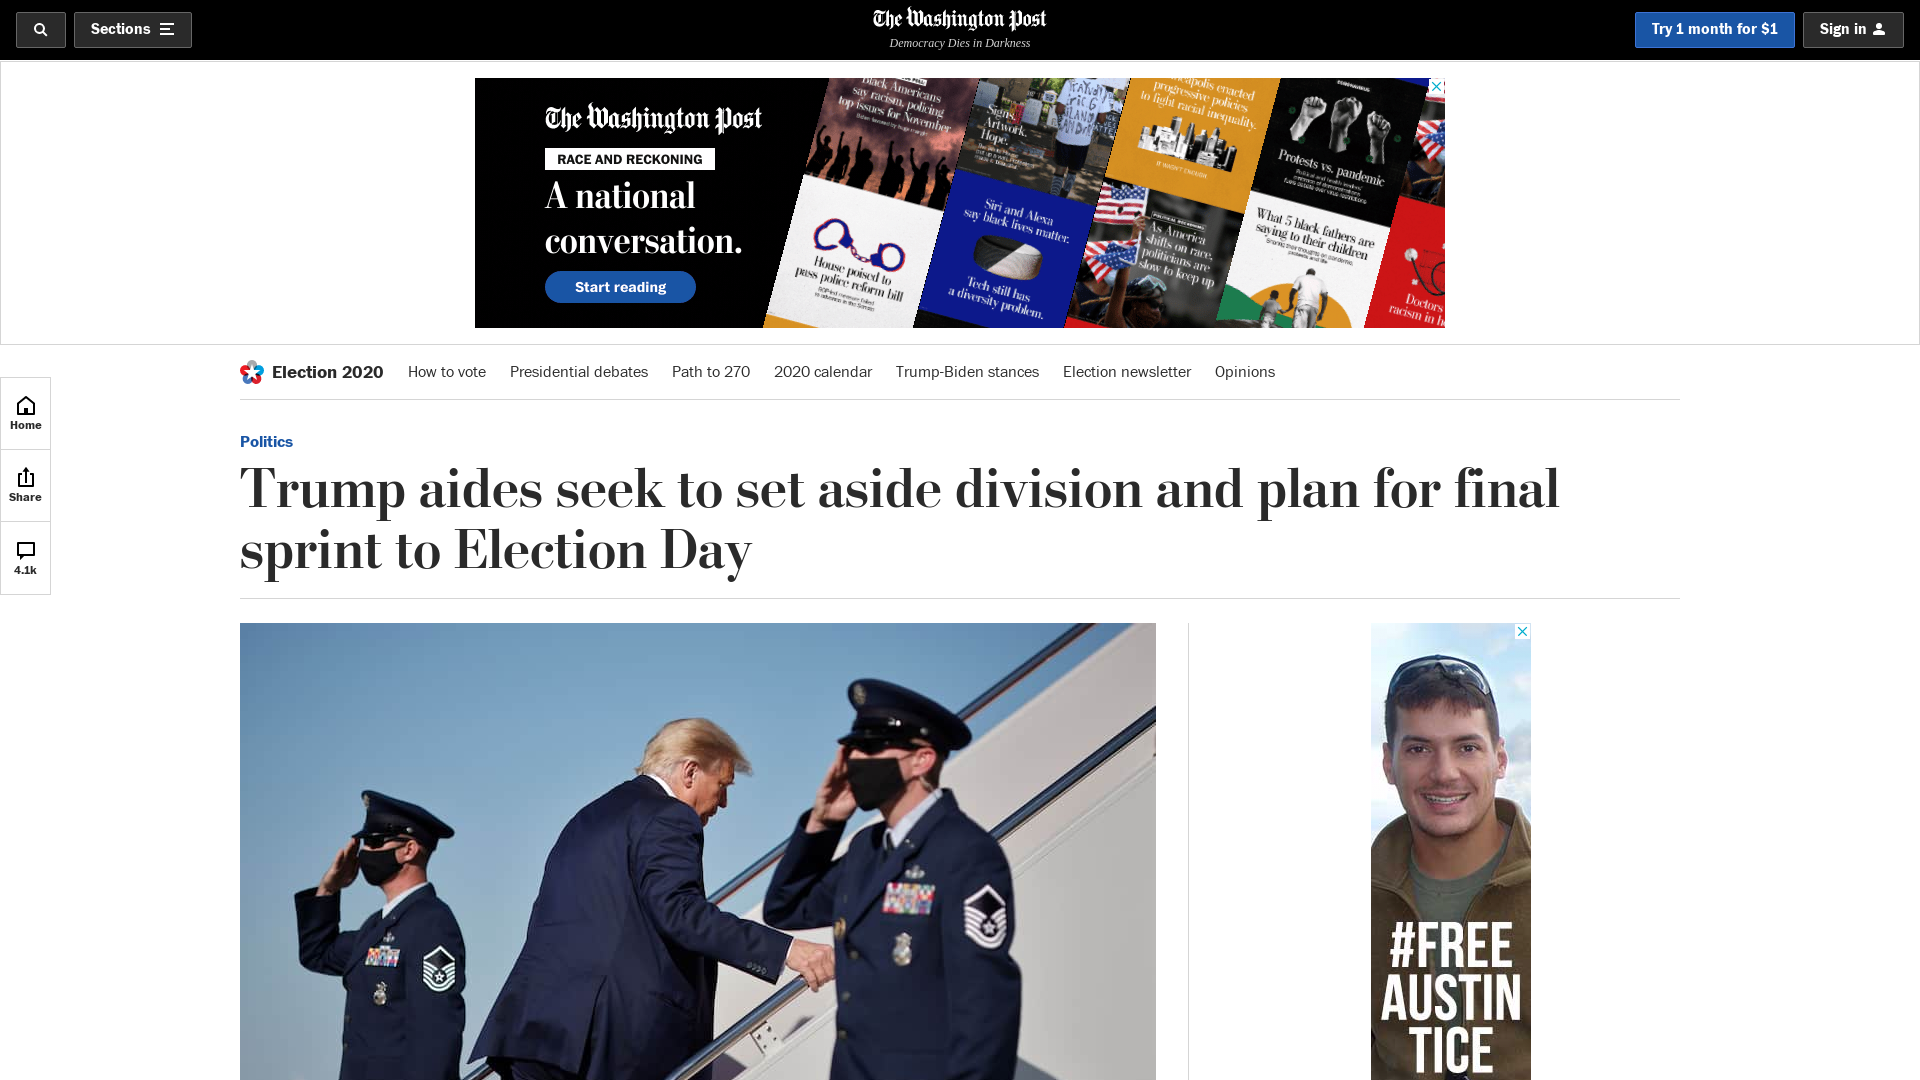 Sections
The Washington Post
Democracy Dies in Darkness
Try 1 month for $1
Sign in
The Washington Post
RACE AND RECKONING
A national
conversation.
Start reading
Black Americans
say racism, policing
top issues for November
Signs.
Artwork.
Hope.
enacted
progressive policies
to fight racial inequality.
IT WASN'T ENOUGH.
CORONAVIRUS
Protests vs. pandemic
House poised to
pass police reform bill
Siri and Alexa
say black lives matter.
Tech still has
a diversity problem.
As America
shifts on race,
politicians are
slow to keep up
What 5 black fathers are
saying to their children
Doctors
racism in
Election 2020
How to vote
Presidential debates
Path to 270
2020 calendar
Trump-Biden stances
Election newsletter
Opinions
Home
Share
4.1k
Politics
Trump aides seek to set aside division and plan for final
sprint to Election Day
#FREE
AUSTIN
TICE